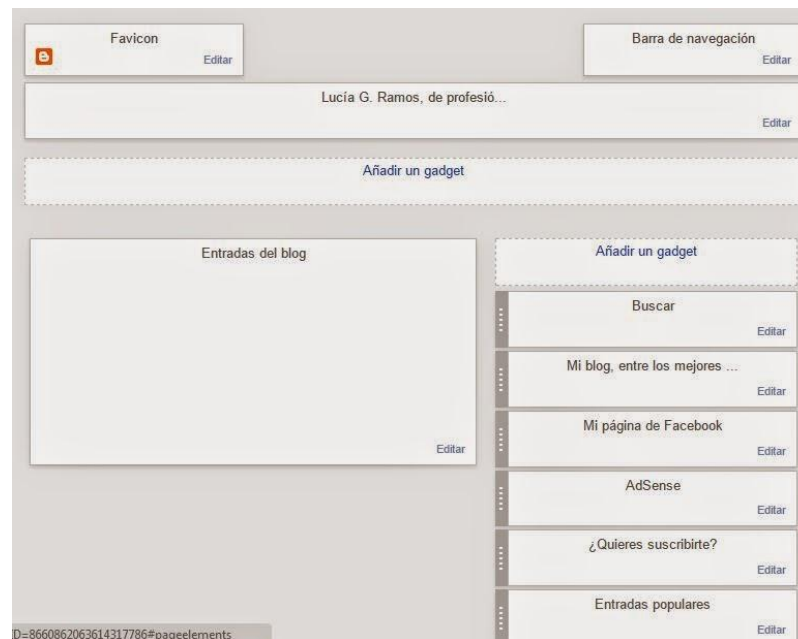 Favicon
Editar
Barra de navegación
Editar
Lucía G. Ramos, de profesió...
Editar
Añadir un gadget
Entradas del blog
Editar
Añadir un gadget
Buscar
Editar
Mi blog, entre los mejores ...
Editar
Mi página de Facebook
Editar
AdSense
Editar
¿Quieres suscribirte?
Editar
Entradas populares
Editar
D=8660862063614317786#pageelements